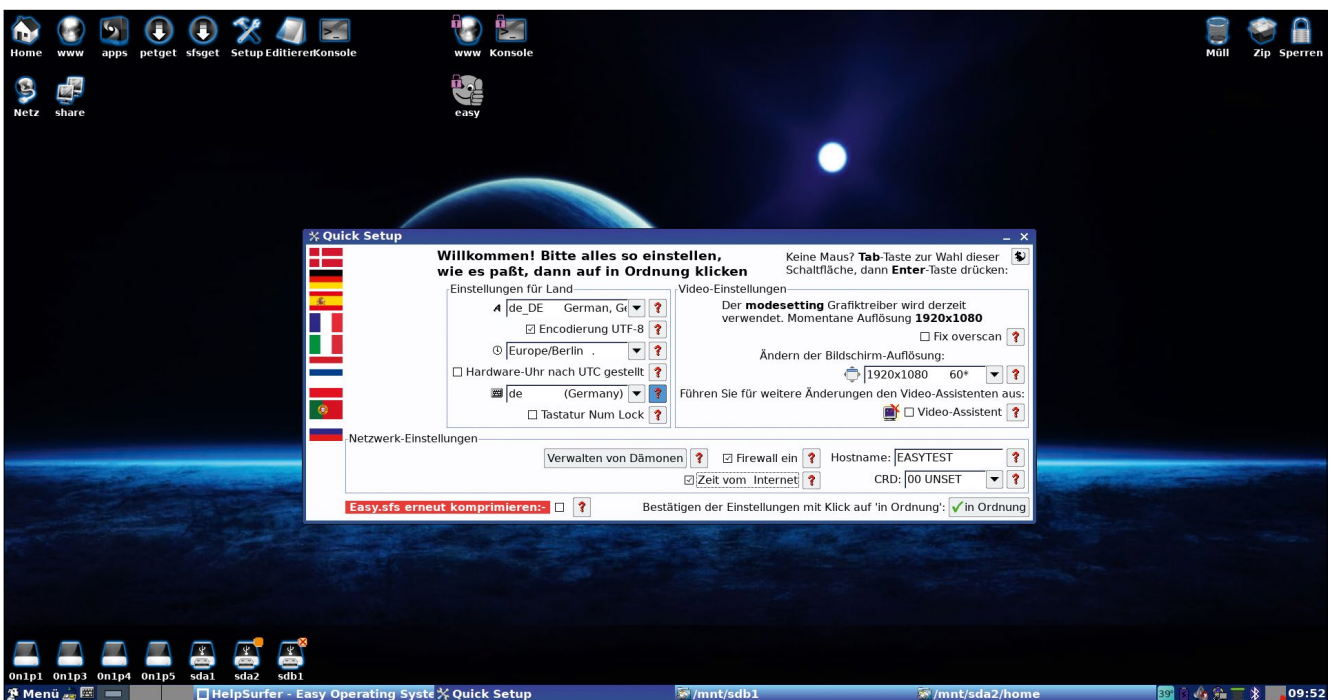 Home
www
apps
petget
sfsget
Setup
Editieren
Konsole
www
Konsole
Müll
Zip
Sperren
Netz
share
easy
Quick Setup
Willkommen! Bitte alles so einstellen,
wie es paßt, dann auf in Ordnung klicken
Keine Maus? Tab-Taste zur Wahl dieser
Schaltfläche, dann Enter-Taste drücken:
Einstellungen für Land
de_DE German, Ge
Encodierung UTF-8
Europe/Berlin .
Hardware-Uhr nach UTC gestellt
de (Germany)
Tastatur Num Lock
Video-Einstellungen
Der modesetting Grafiktreiber wird derzeit
verwendet. Momentane Auflösung 1920x1080
Fix overscan
Ändern der Bildschirm-Auflösung:
1920x1080 60*
Führen Sie für weitere Änderungen den Video-Assistenten aus:
Video-Assistent
Netzwerk-Einstellungen
Verwalten von Dämonen
Firewall ein
Hostname: EASYTEST
Zeit vom Internet
CRD: 00 UNSET
Easy.sfs erneut komprimieren:-
Bestätigen der Einstellungen mit Klick auf 'in Ordnung':
in Ordnung
0n1p1
0n1p3
0n1p4
0n1p5
sda1
sda2
sdb1
Menü
HelpSurfer - Easy Operating Syste
Quick Setup
/mnt/sdb1
/mnt/sda2/home
39°
09:52